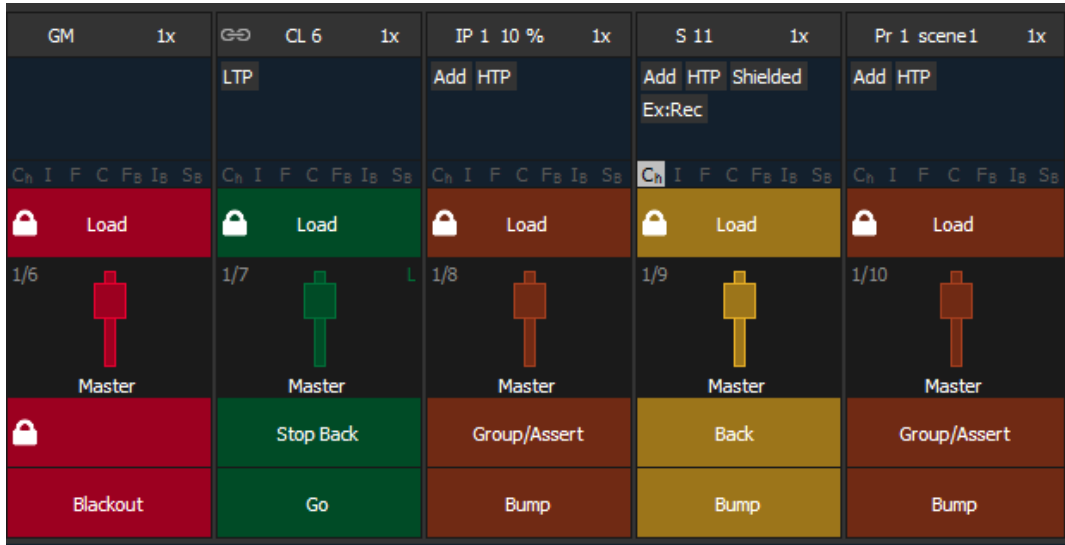 GM 1x CL 6 1x IP 1 10 % 1x S 11 1x Pr 1 scene1 1x
LTP Add HTP Add HTP Shielded Add HTP
Ex:Rec
Ch I F C FB IB SB Ch I F C FB IB SB Ch I F C FB IB SB Ch I F C FB IB SB Ch I F C FB IB SB
Load Load Load Load Load
1/6 1/7 L 1/8 1/9 1/10
Master Master Master Master Master
Stop Back Group/Assert Back Group/Assert
Blackout Go Bump Bump Bump